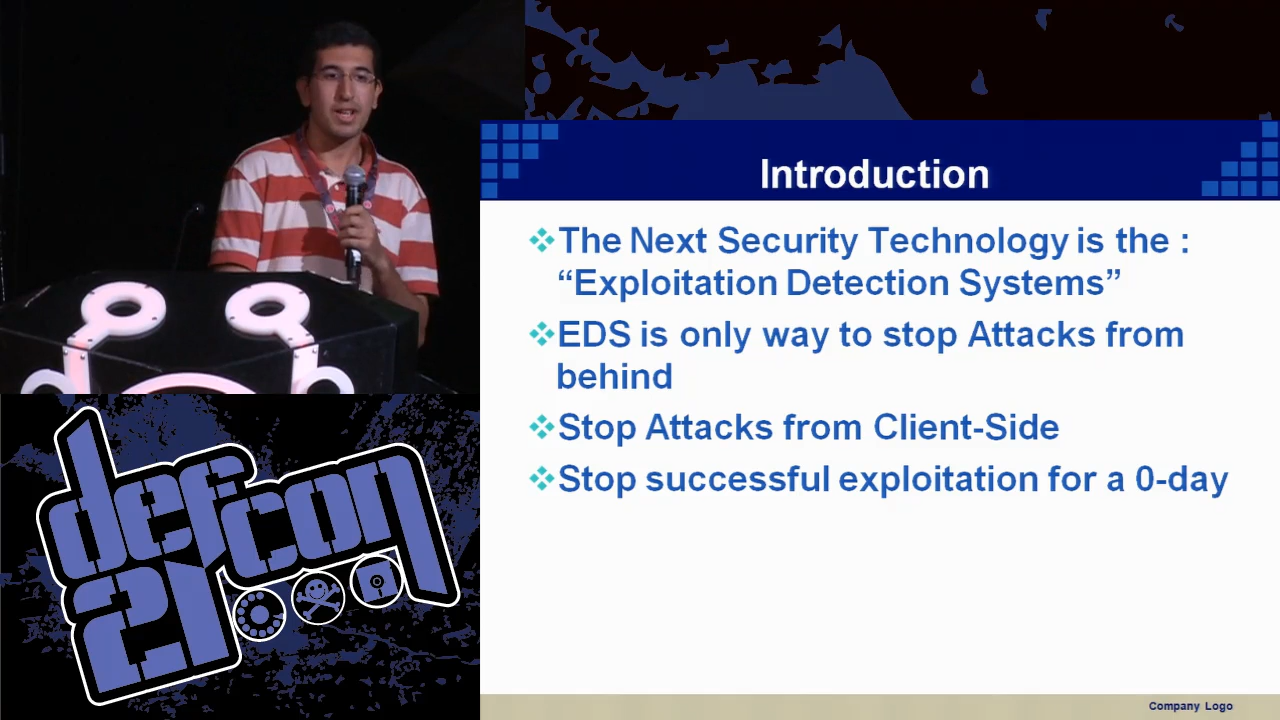 Introduction
The Next Security Technology is the :
“Exploitation Detection Systems”
EDS is only way to stop Attacks from
behind
Stop Attacks from Client-Side
Stop successful exploitation for a 0-day
defcon
21
Company Logo